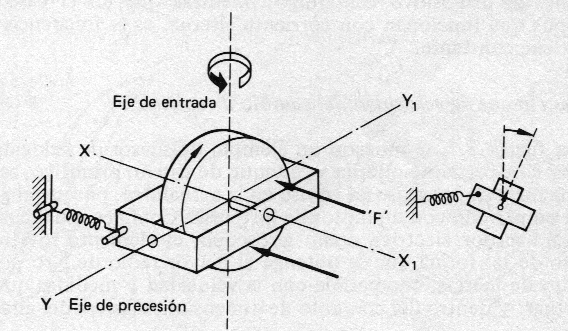 Eje de entrada
Y₁
X
'F'
X₁
Y Eje de precesión